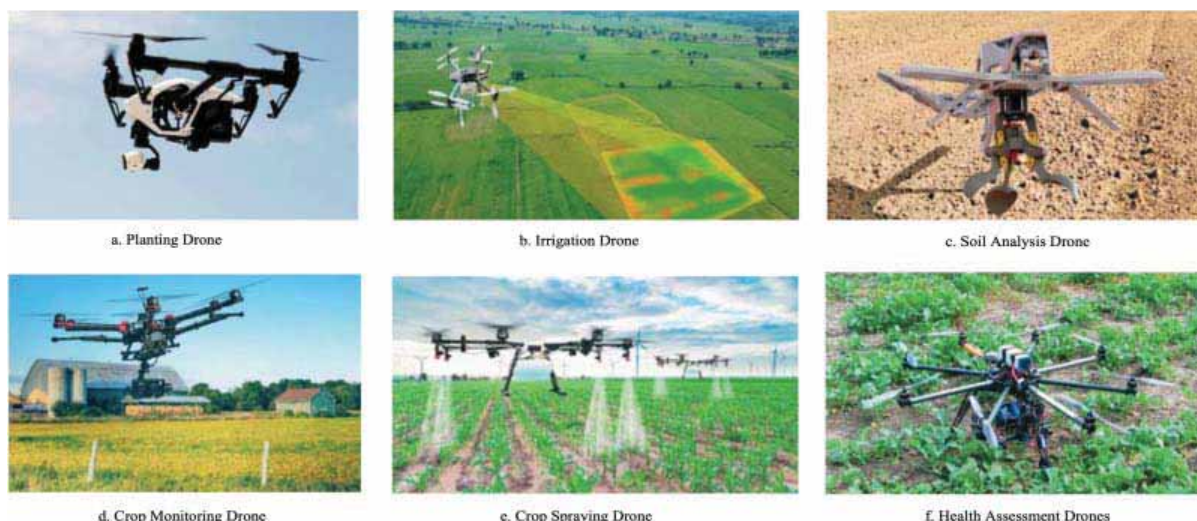 a. Planting Drone
b. Irrigation Drone
c. Soil Analysis Drone
d. Crop Monitoring Drone
e. Crop Spraying Drone
f. Health Assessment Drones